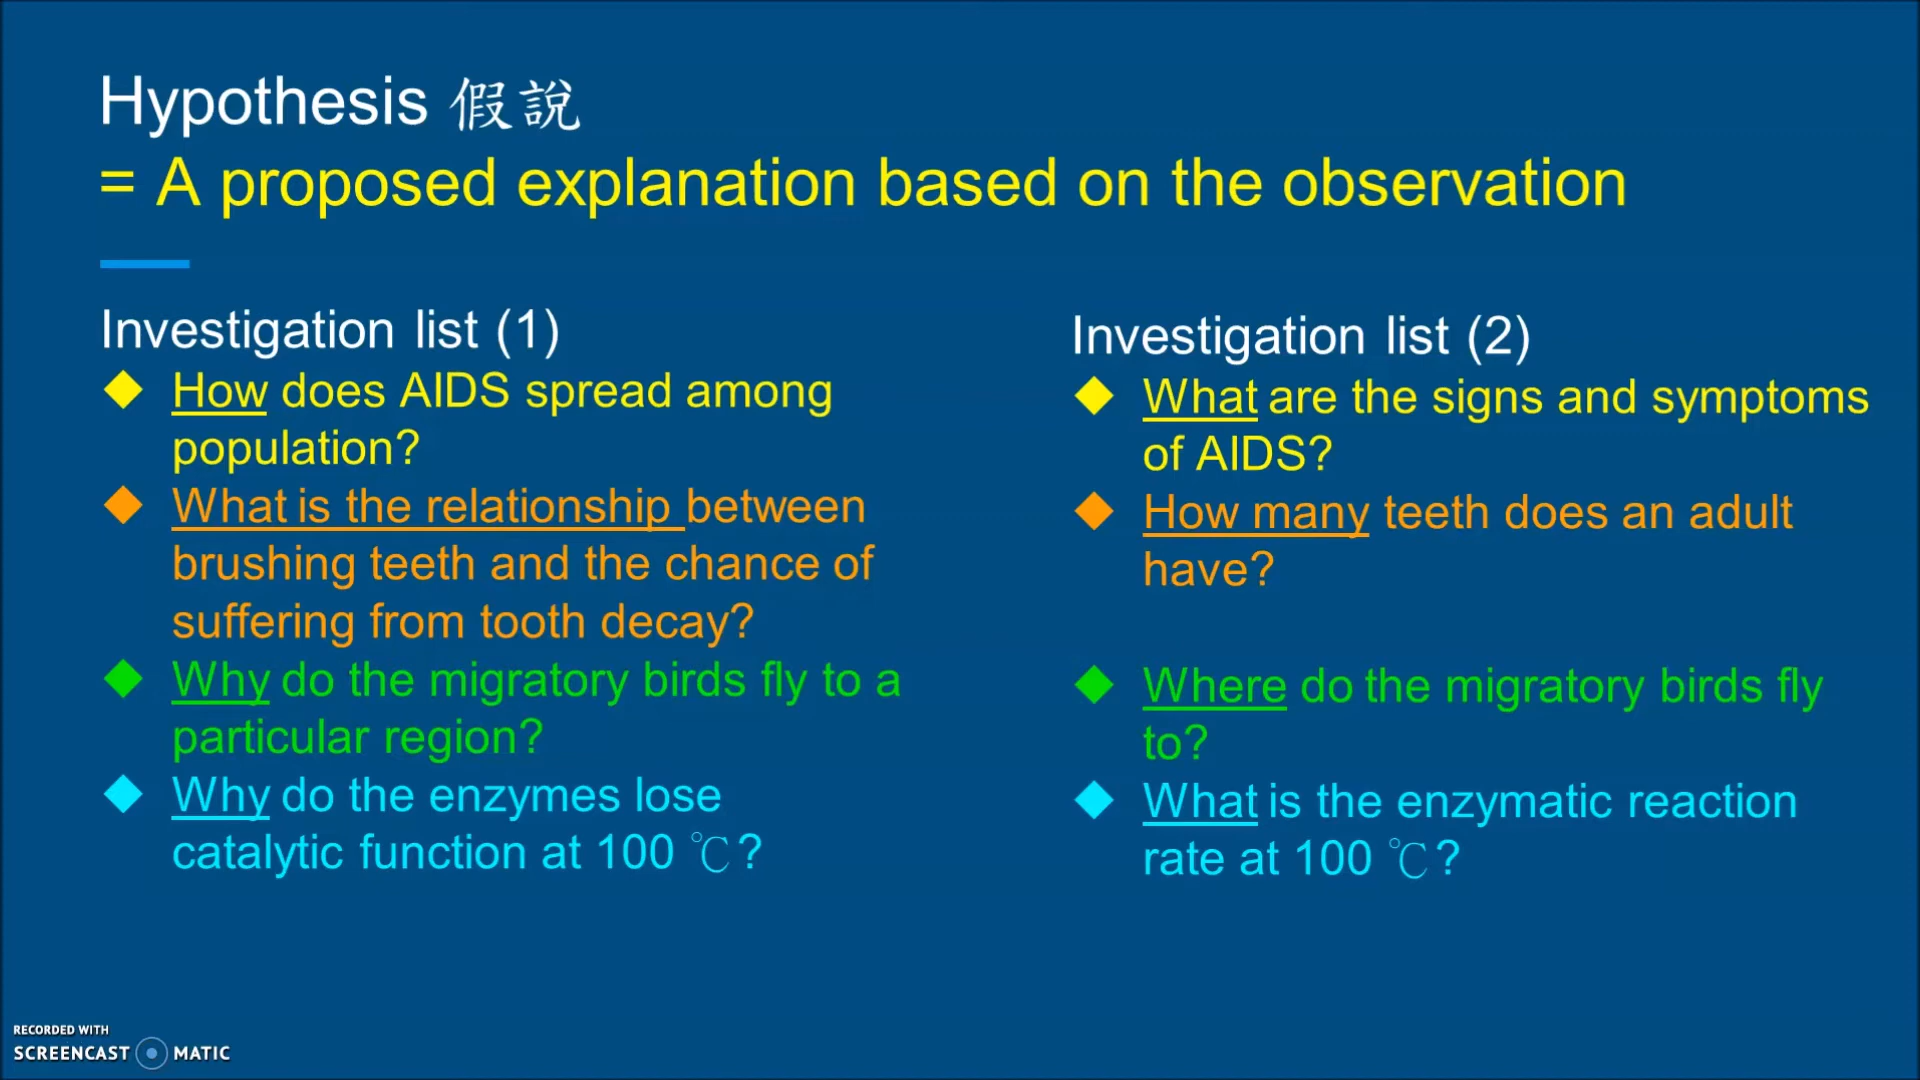 Hypothesis 假說
= A proposed explanation based on the observation
Investigation list (1)
How does AIDS spread among
population?
What is the relationship between
brushing teeth and the chance of
suffering from tooth decay?
Why do the migratory birds fly to a
particular region?
Why do the enzymes lose
catalytic function at 100 ℃?
Investigation list (2)
What are the signs and symptoms
of AIDS?
How many teeth does an adult
have?
Where do the migratory birds fly
to?
What is the enzymatic reaction
rate at 100 ℃?
RECORDED WITH
SCREENCAST MATIC